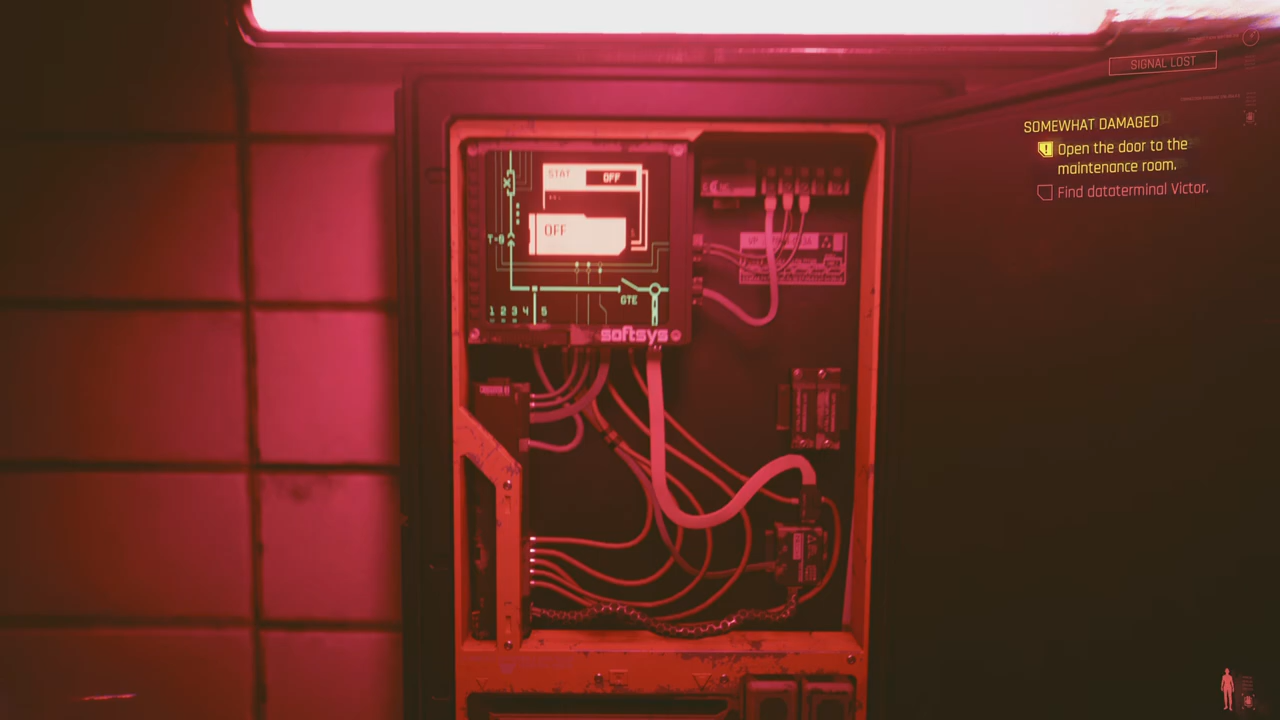 SIGNAL LOST
SOMEWHAT DAMAGED
Open the door to the
maintenance room.
Find dataterminal Victor.
STAT OFF
OFF
T-0
GTE
1 2 3 4 5
softsys